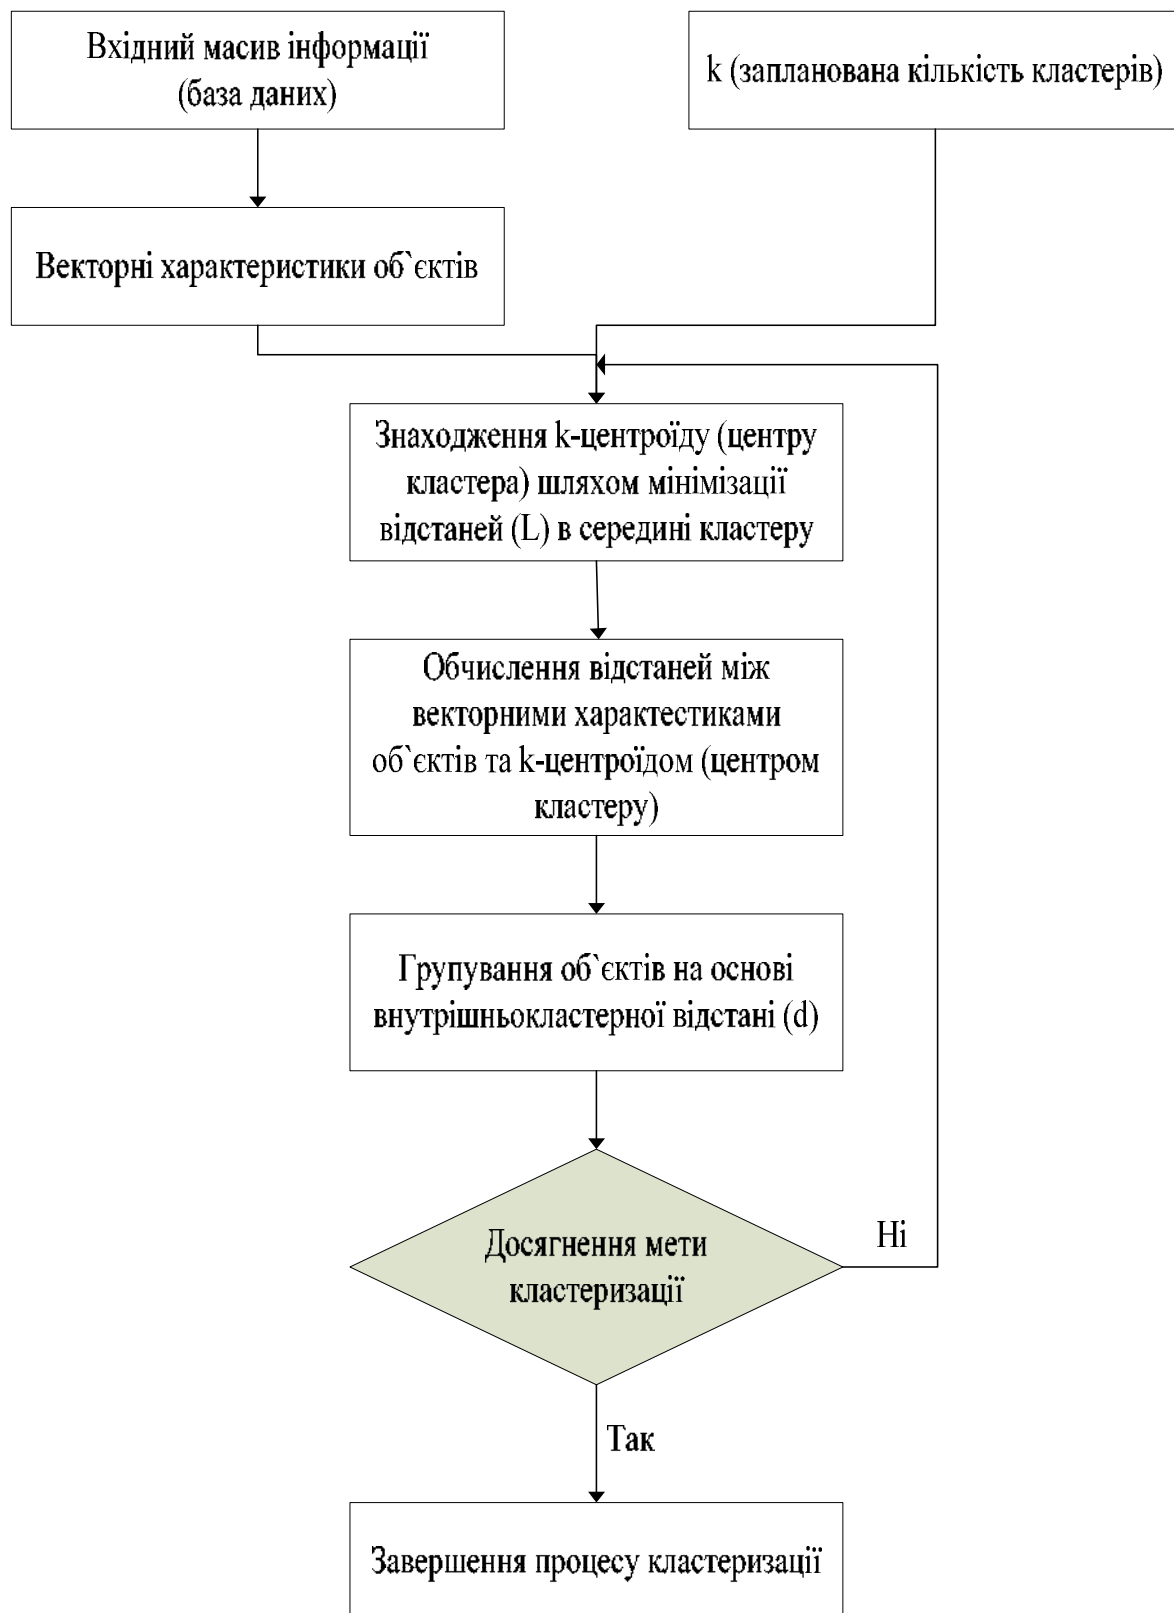 Вхідний масив інформації
(база даних)
k (запланована кількість кластерів)
Векторні характеристики об`єктів
Знаходження k-центроїду (центру
кластера) шляхом мінімізації
відстаней (L) в середині кластеру
Обчислення відстаней між
векторними характестиками
об`єктів та k-центроїдом (центром
кластеру)
Групування об`єктів на основі
внутрішньокластерної відстані (d)
Досягнення мети
кластеризації
Ні
Так
Завершення процесу кластеризації